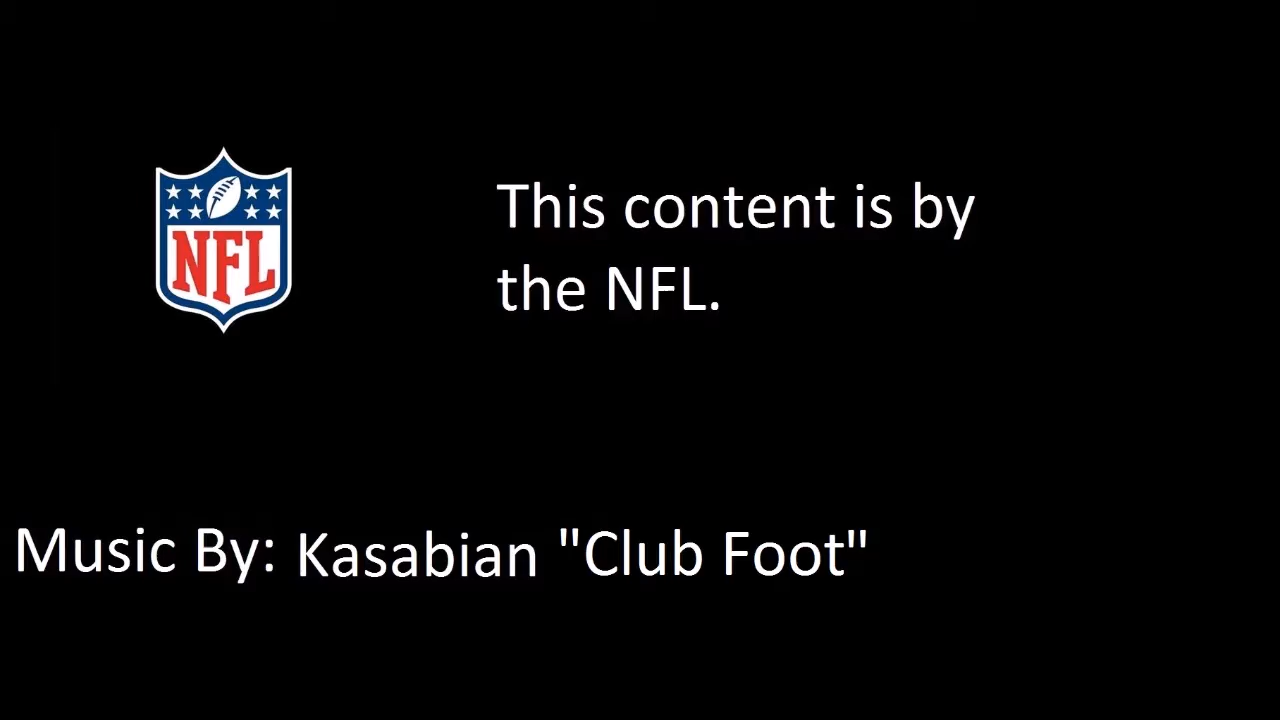 NFL
This content is by
the NFL.
Music By: Kasabian "Club Foot"